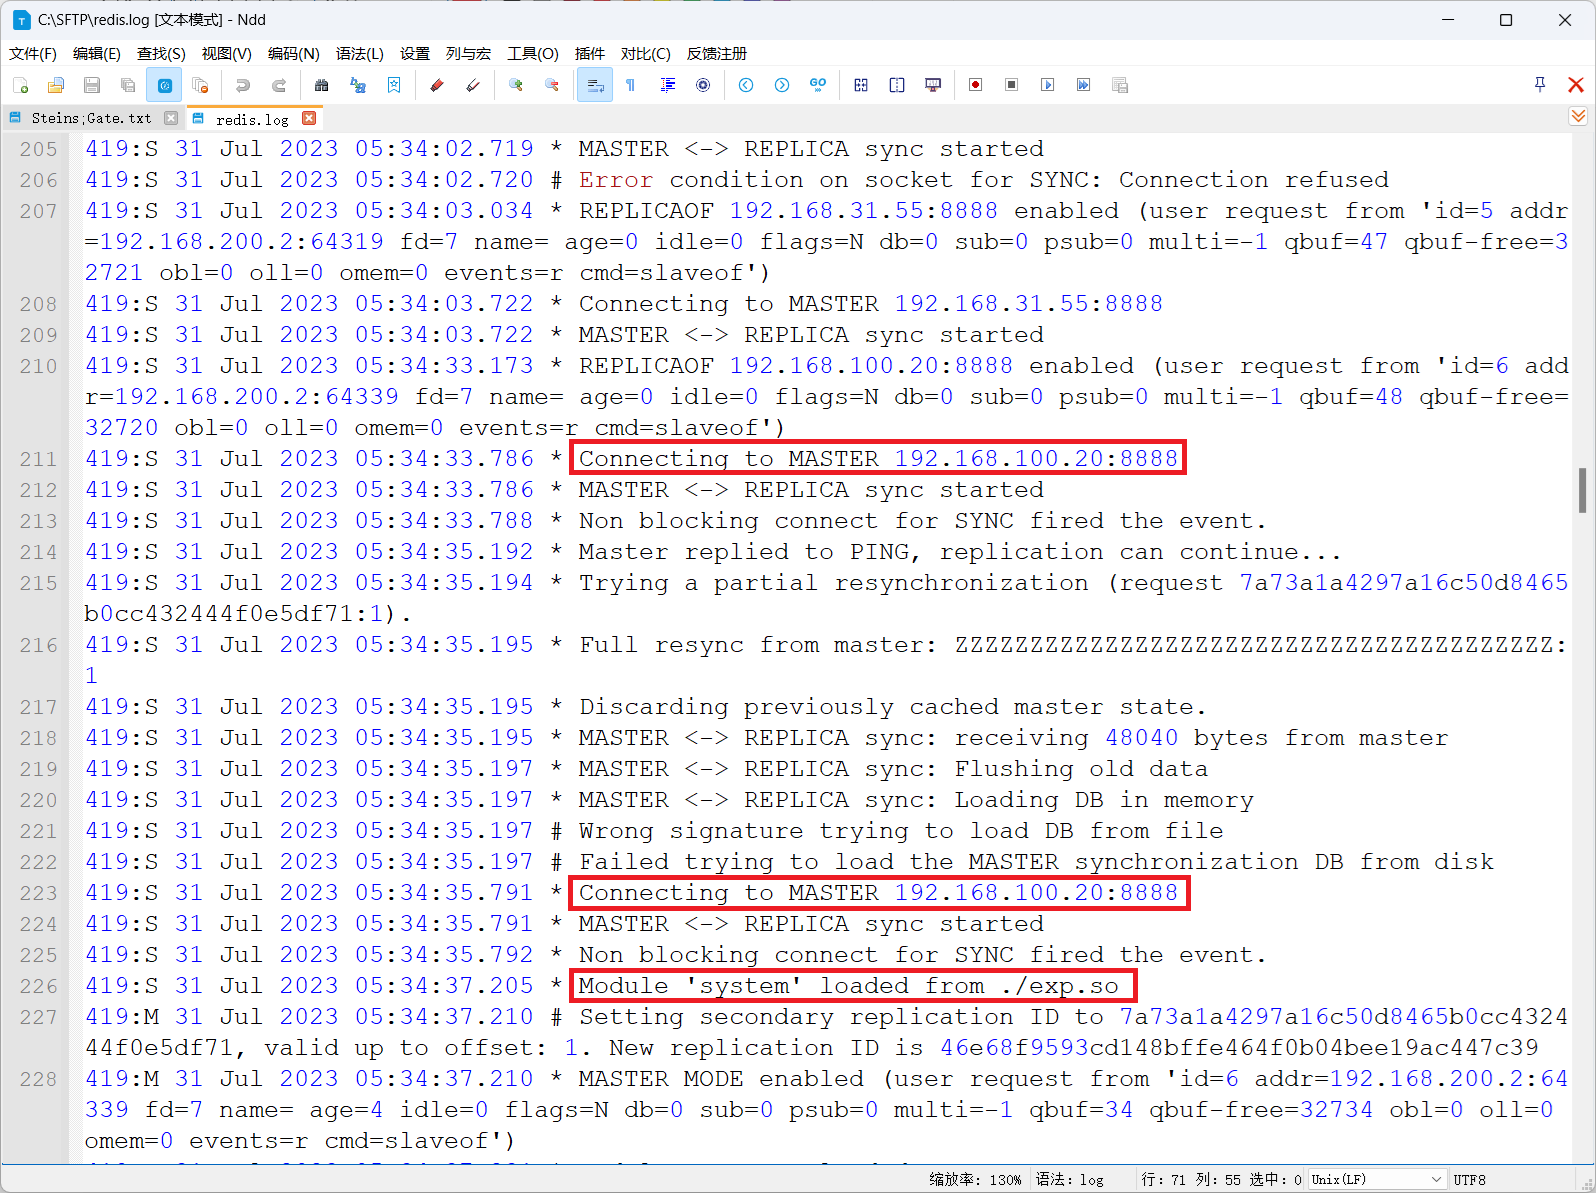 C:\SFTP\redis.log [文本模式] - Ndd
文件(F) 编辑(E) 查找(S) 视图(V) 编码(N) 语法(L) 设置 列与宏 工具(O) 插件 对比(C) 反馈注册
Steins;Gate.txt redis.log
205 419:S 31 Jul 2023 05:34:02.719 * MASTER <-> REPLICA sync started
206 419:S 31 Jul 2023 05:34:02.720 # Error condition on socket for SYNC: Connection refused
207 419:S 31 Jul 2023 05:34:03.034 * REPLICAOF 192.168.31.55:8888 enabled (user request from 'id=5 addr
=192.168.200.2:64319 fd=7 name= age=0 idle=0 flags=N db=0 sub=0 psub=0 multi=-1 qbuf=47 qbuf-free=3
2721 obl=0 oll=0 omem=0 events=r cmd=slaveof')
208 419:S 31 Jul 2023 05:34:03.722 * Connecting to MASTER 192.168.31.55:8888
209 419:S 31 Jul 2023 05:34:03.722 * MASTER <-> REPLICA sync started
210 419:S 31 Jul 2023 05:34:33.173 * REPLICAOF 192.168.100.20:8888 enabled (user request from 'id=6 add
r=192.168.200.2:64339 fd=7 name= age=0 idle=0 flags=N db=0 sub=0 psub=0 multi=-1 qbuf=48 qbuf-free=
32720 obl=0 oll=0 omem=0 events=r cmd=slaveof')
211 419:S 31 Jul 2023 05:34:33.786 * Connecting to MASTER 192.168.100.20:8888
212 419:S 31 Jul 2023 05:34:33.786 * MASTER <-> REPLICA sync started
213 419:S 31 Jul 2023 05:34:33.788 * Non blocking connect for SYNC fired the event.
214 419:S 31 Jul 2023 05:34:35.192 * Master replied to PING, replication can continue...
215 419:S 31 Jul 2023 05:34:35.194 * Trying a partial resynchronization (request 7a73a1a4297a16c50d8465
b0cc432444f0e5df71:1).
216 419:S 31 Jul 2023 05:34:35.195 * Full resync from master: ZZZZZZZZZZZZZZZZZZZZZZZZZZZZZZZZZZZZZZZZ:
1
217 419:S 31 Jul 2023 05:34:35.195 * Discarding previously cached master state.
218 419:S 31 Jul 2023 05:34:35.195 * MASTER <-> REPLICA sync: receiving 48040 bytes from master
219 419:S 31 Jul 2023 05:34:35.197 * MASTER <-> REPLICA sync: Flushing old data
220 419:S 31 Jul 2023 05:34:35.197 * MASTER <-> REPLICA sync: Loading DB in memory
221 419:S 31 Jul 2023 05:34:35.197 # Wrong signature trying to load DB from file
222 419:S 31 Jul 2023 05:34:35.197 # Failed trying to load the MASTER synchronization DB from disk
223 419:S 31 Jul 2023 05:34:35.791 * Connecting to MASTER 192.168.100.20:8888
224 419:S 31 Jul 2023 05:34:35.791 * MASTER <-> REPLICA sync started
225 419:S 31 Jul 2023 05:34:35.792 * Non blocking connect for SYNC fired the event.
226 419:S 31 Jul 2023 05:34:37.205 * Module 'system' loaded from ./exp.so
227 419:M 31 Jul 2023 05:34:37.210 # Setting secondary replication ID to 7a73a1a4297a16c50d8465b0cc4324
44f0e5df71, valid up to offset: 1. New replication ID is 46e68f9593cd148bffe464f0b04bee19ac447c39
228 419:M 31 Jul 2023 05:34:37.210 * MASTER MODE enabled (user request from 'id=6 addr=192.168.200.2:64
339 fd=7 name= age=4 idle=0 flags=N db=0 sub=0 psub=0 multi=-1 qbuf=34 qbuf-free=32734 obl=0 oll=0
omem=0 events=r cmd=slaveof')
缩放率: 130% 语法: log 行: 71 列: 55 选中: 0 Unix(LF) UTF8